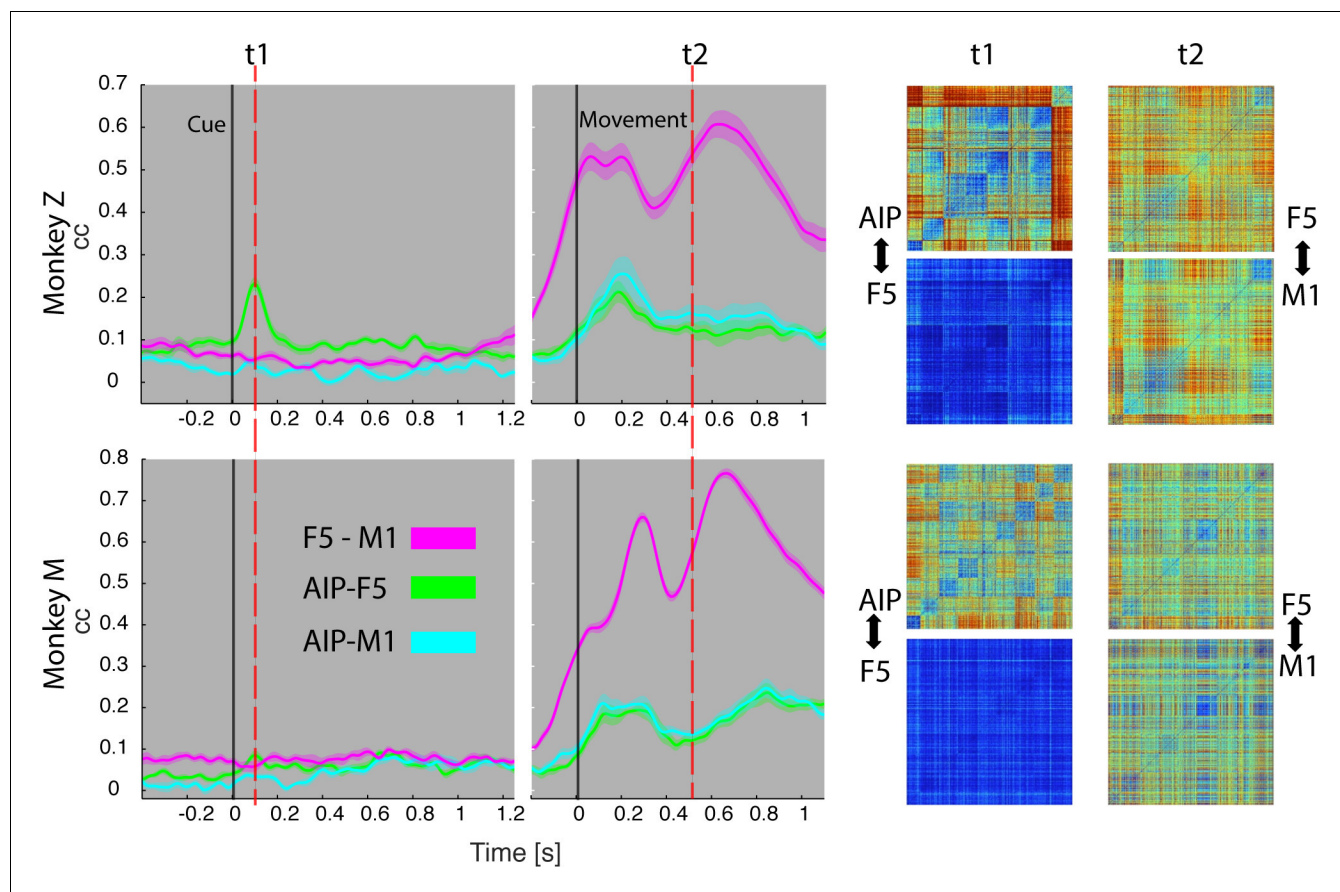 t1 t2 t1 t2
Monkey Z
CC
0.7
0.6
0.5
0.4
0.3
0.2
0.1
0
Cue
Movement
-0.2 0 0.2 0.4 0.6 0.8 1 1.2
0 0.2 0.4 0.6 0.8 1
AIP
F5
F5
M1
Monkey M
CC
0.8
0.7
0.6
0.5
0.4
0.3
0.2
0.1
0
F5 - M1
AIP-F5
AIP-M1
-0.2 0 0.2 0.4 0.6 0.8 1 1.2
0 0.2 0.4 0.6 0.8 1
AIP
F5
F5
M1
Time [s]